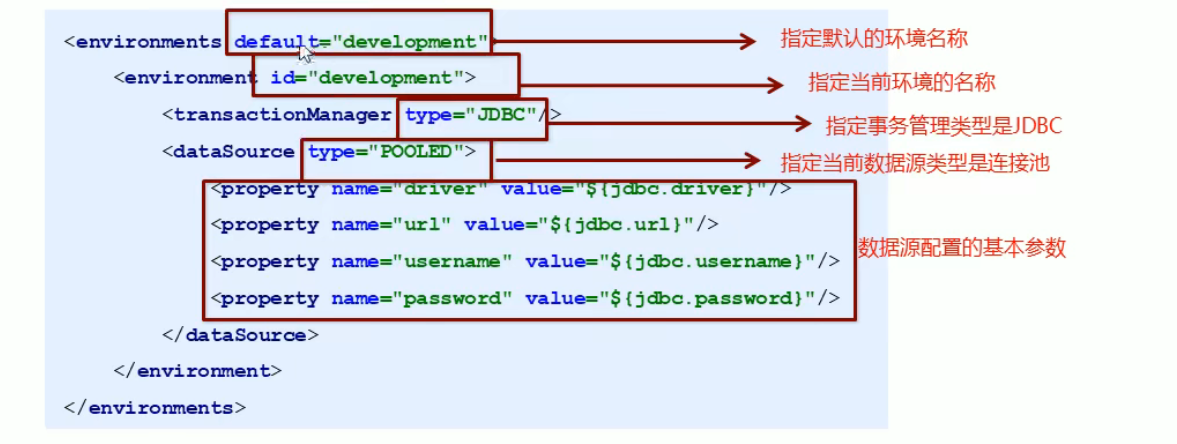 <environments default="development"> 指定默认的环境名称
<environment id="development"> 指定当前环境的名称
<transactionManager type="JDBC"/> 指定事务管理类型是JDBC
<dataSource type="POOLED"> 指定当前数据源类型是连接池
<property name="driver" value="${jdbc.driver}"/>
<property name="url" value="${jdbc.url}"/>
数据源配置的基本参数
<property name="username" value="${jdbc.username}"/>
<property name="password" value="${jdbc.password}"/>
</dataSource>
</environment>
</environments>